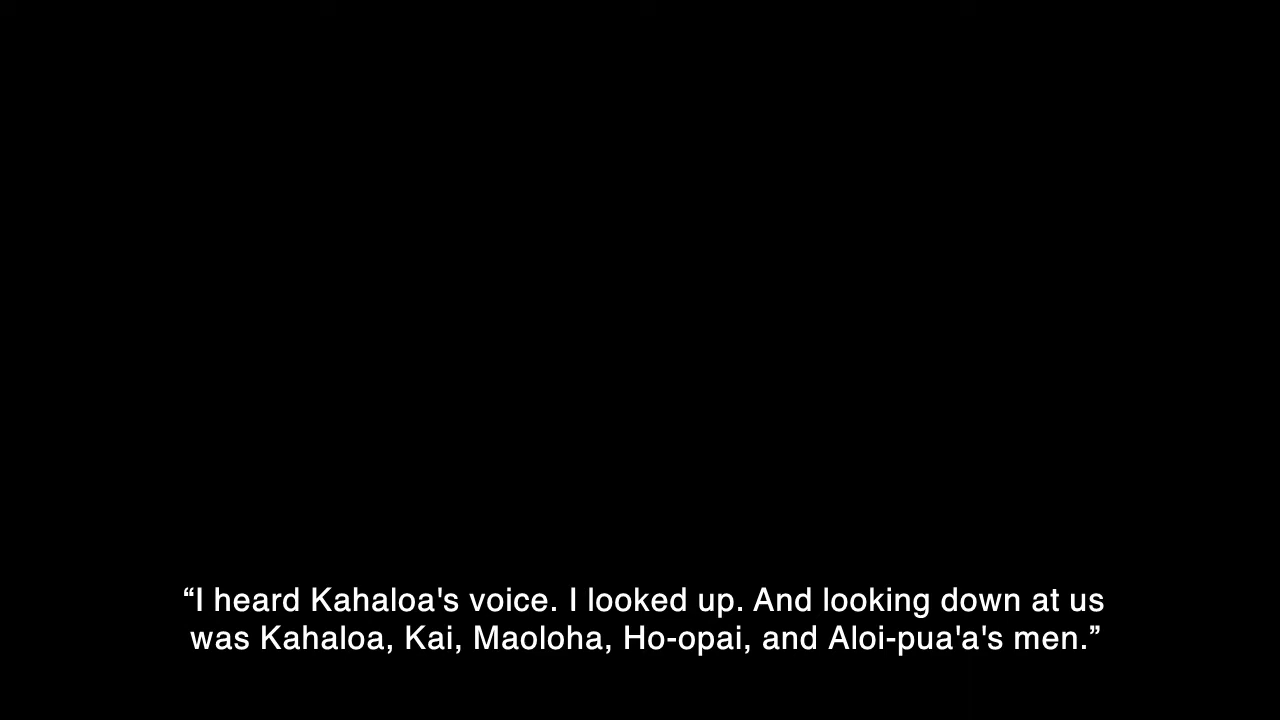 “I heard Kahaloa's voice. I looked up. And looking down at us
was Kahaloa, Kai, Maoloha, Ho-opai, and Aloi-pua'a's men.”